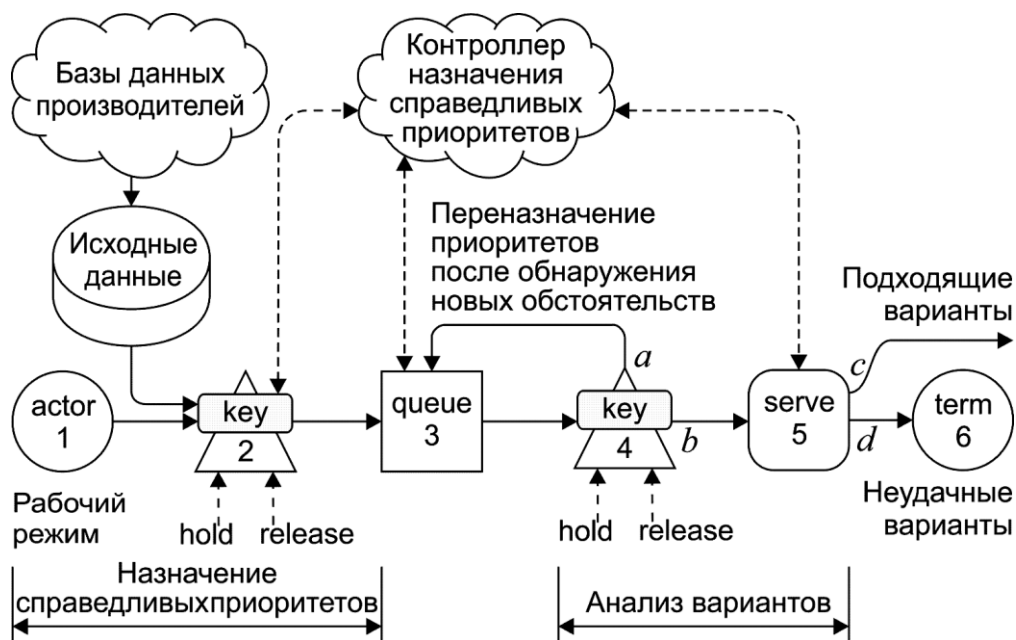 Базы данных
производителей
Контроллер
назначения
справедливых
приоритетов
Исходные
данные
Переназначение
приоритетов
после обнаружения
новых обстоятельств
Подходящие
варианты
actor
1
key
2
queue
3
a
key
4
b
serve
5
c
d
term
6
Рабочий
режим
hold
release
hold
release
Неудачные
варианты
Назначение
справедливыхприоритетов
Анализ вариантов